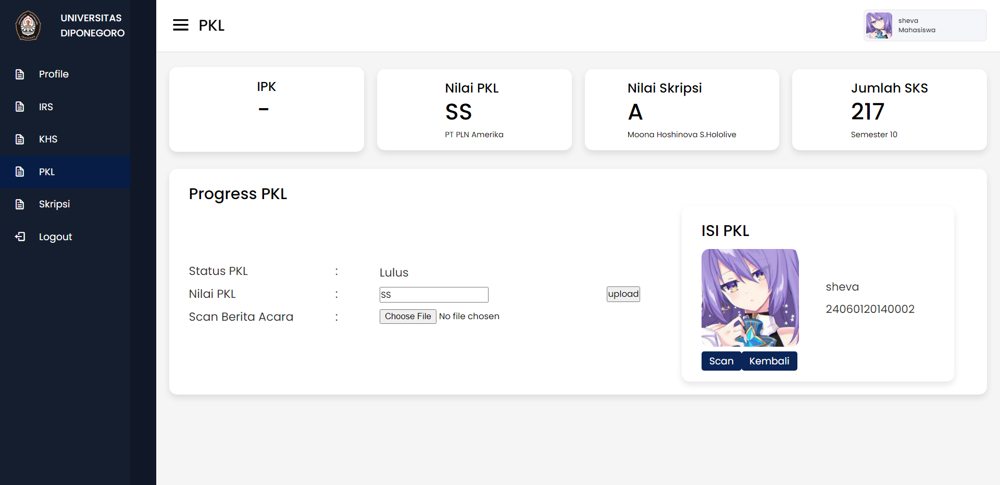 UNIVERSITAS
DIPONEGORO
Profile
IRS
KHS
PKL
Skripsi
Logout
PKL
sheva
Mahasiswa
IPK
-
Nilai PKL
SS
PT PLN Amerika
Nilai Skripsi
A
Moona Hoshinova S.Hololive
Jumlah SKS
217
Semester 10
Progress PKL
Status PKL : Lulus
Nilai PKL : ss upload
Scan Berita Acara : Choose File No file chosen
ISI PKL
sheva
24060120140002
Scan Kembali